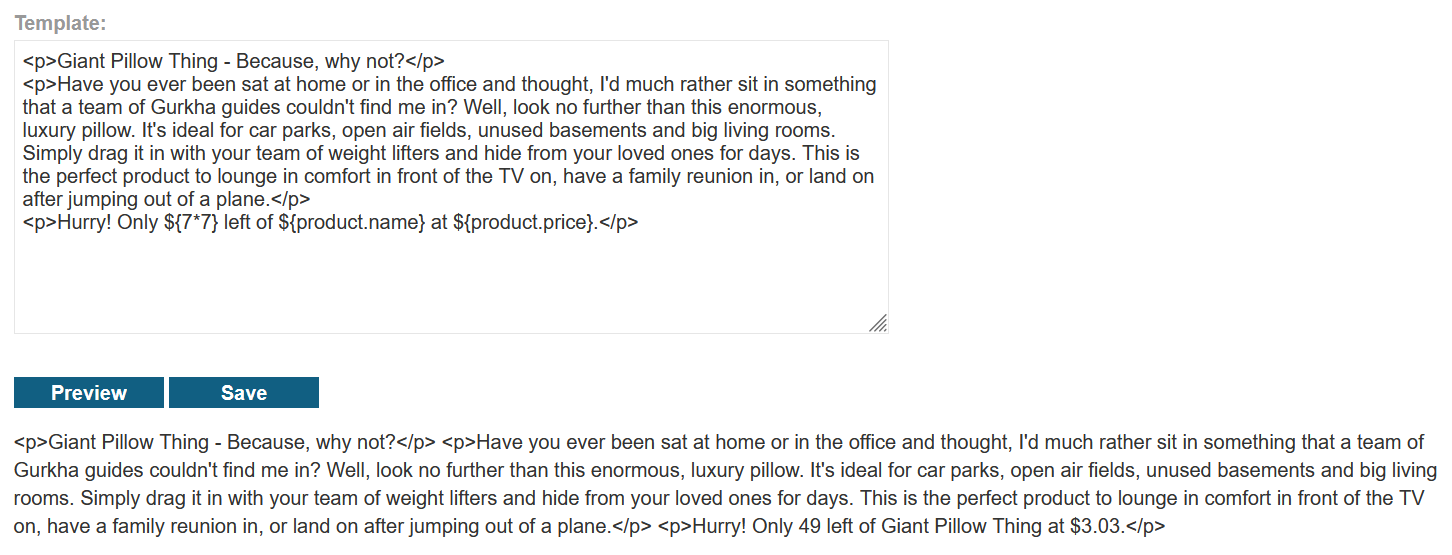 Template:
<p>Giant Pillow Thing - Because, why not?</p>
<p>Have you ever been sat at home or in the office and thought, I'd much rather sit in something
that a team of Gurkha guides couldn't find me in? Well, look no further than this enormous,
luxury pillow. It's ideal for car parks, open air fields, unused basements and big living rooms.
Simply drag it in with your team of weight lifters and hide from your loved ones for days. This is
the perfect product to lounge in comfort in front of the TV on, have a family reunion in, or land on
after jumping out of a plane.</p>
<p>Hurry! Only ${7*7} left of ${product.name} at ${product.price}.</p>
Preview Save
<p>Giant Pillow Thing - Because, why not?</p> <p>Have you ever been sat at home or in the office and thought, I'd much rather sit in something that a team of
Gurkha guides couldn't find me in? Well, look no further than this enormous, luxury pillow. It's ideal for car parks, open air fields, unused basements and big living
rooms. Simply drag it in with your team of weight lifters and hide from your loved ones for days. This is the perfect product to lounge in comfort in front of the TV
on, have a family reunion in, or land on after jumping out of a plane.</p> <p>Hurry! Only 49 left of Giant Pillow Thing at $3.03.</p>